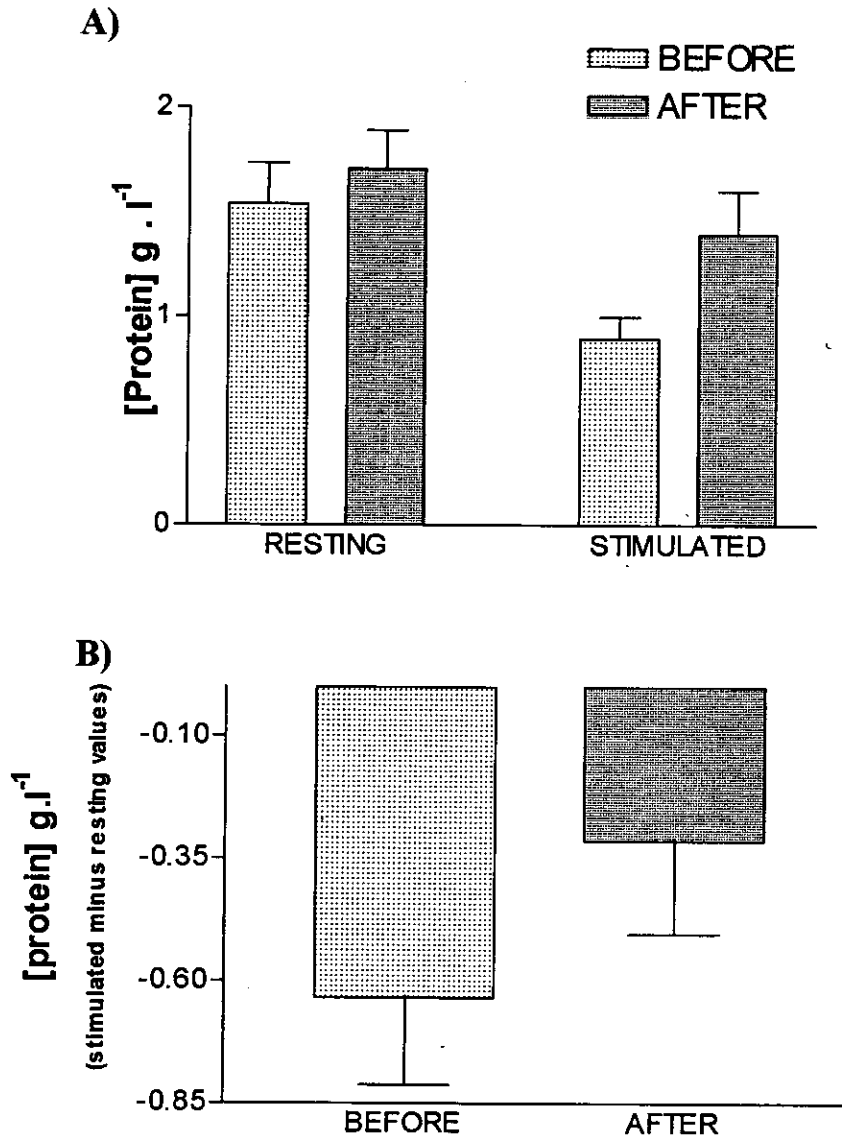 A)
BEFORE
AFTER
[Protein] g . l⁻¹
2
1
0
RESTING
STIMULATED
B)
[protein] g.l⁻¹
(stimulated minus resting values)
-0.10
-0.35
-0.60
-0.85
BEFORE
AFTER